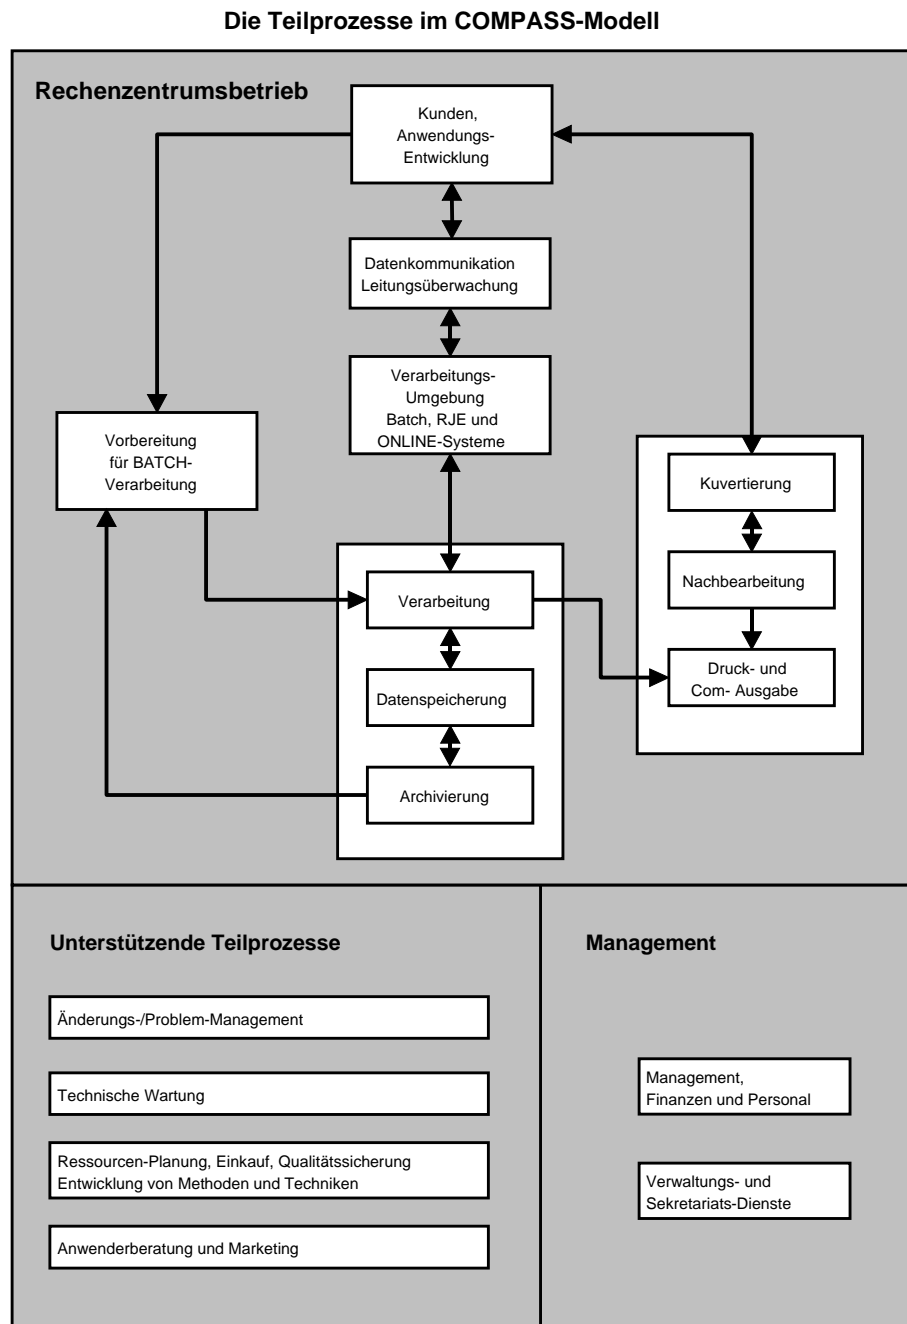 Die Teilprozesse im COMPASS-Modell
Rechenzentrumsbetrieb
Kunden,
Anwendungs-
Entwicklung
Datenkommunikation
Leitungsüberwachung
Verarbeitungs-
Umgebung
Batch, RJE und
ONLINE-Systeme
Vorbereitung
für BATCH-
Verarbeitung
Kuvertierung
Nachbearbeitung
Druck- und
Com- Ausgabe
Verarbeitung
Datenspeicherung
Archivierung
Unterstützende Teilprozesse
Änderungs-/Problem-Management
Technische Wartung
Ressourcen-Planung, Einkauf, Qualitätssicherung
Entwicklung von Methoden und Techniken
Anwenderberatung und Marketing
Management
Management,
Finanzen und Personal
Verwaltungs- und
Sekretariats-Dienste